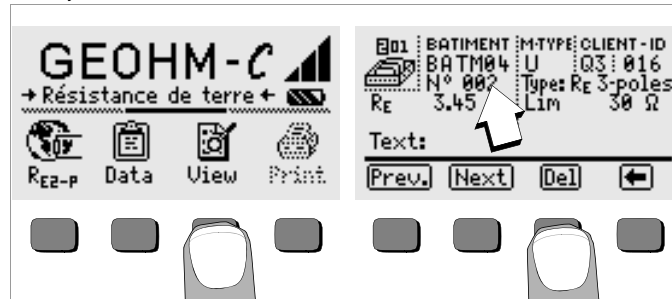 GEOHM-C
→ Résistance de terre ←
RE2-P Data View Print
01 BATIMENT M-TYPE CLIENT-ID
BATM04 U Q3 016
N° 002 Type: RE 3-poles
RE 3.45 Lim 30 Ω
Text:
Prev. Next Del ←